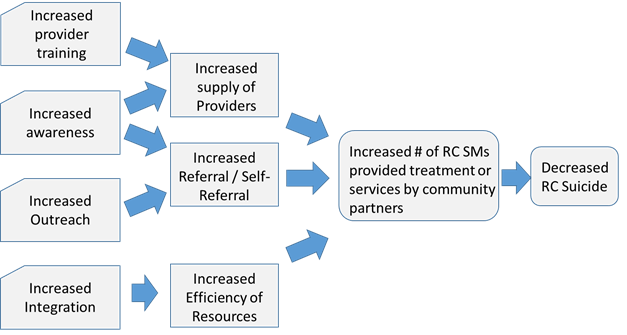 Increased
provider
training
Increased
awareness
Increased
Outreach
Increased
Integration
Increased
supply of
Providers
Increased
Referral / Self-
Referral
Increased
Efficiency of
Resources
Increased # of RC SMs
provided treatment or
services by community
partners
Decreased
RC Suicide